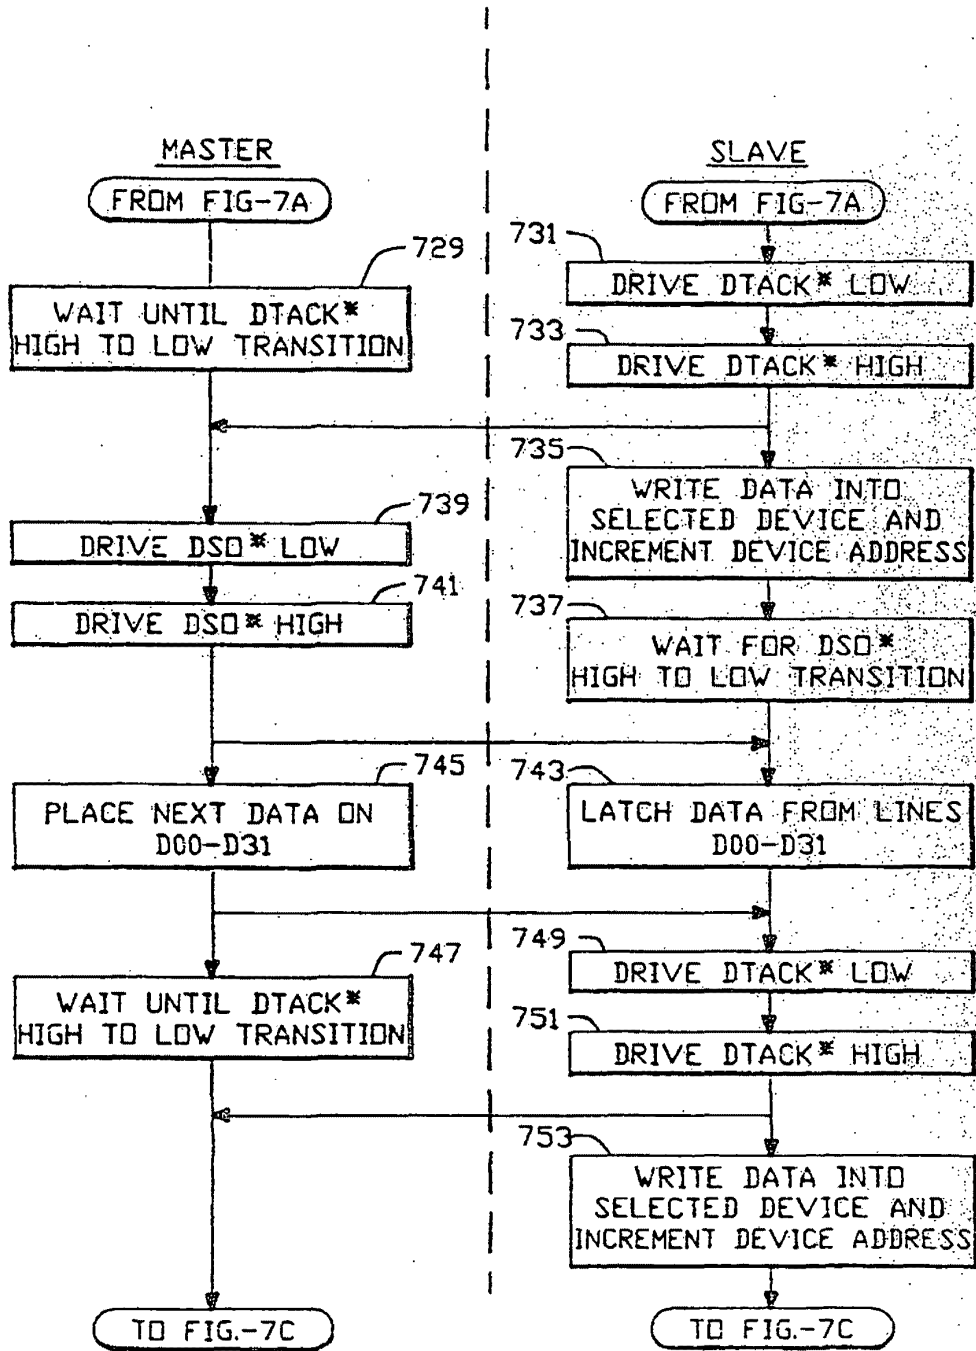 MASTER
SLAVE
FROM FIG-7A
FROM FIG-7A
729
WAIT UNTIL DTACK*
HIGH TO LOW TRANSITION
731
DRIVE DTACK* LOW
733
DRIVE DTACK* HIGH
735
WRITE DATA INTO
SELECTED DEVICE AND
INCREMENT DEVICE ADDRESS
739
DRIVE DS0* LOW
741
DRIVE DS0* HIGH
737
WAIT FOR DS0*
HIGH TO LOW TRANSITION
745
PLACE NEXT DATA ON
D00-D31
743
LATCH DATA FROM LINES
D00-D31
747
WAIT UNTIL DTACK*
HIGH TO LOW TRANSITION
749
DRIVE DTACK* LOW
751
DRIVE DTACK* HIGH
753
WRITE DATA INTO
SELECTED DEVICE AND
INCREMENT DEVICE ADDRESS
TO FIG.-7C
TO FIG.-7C